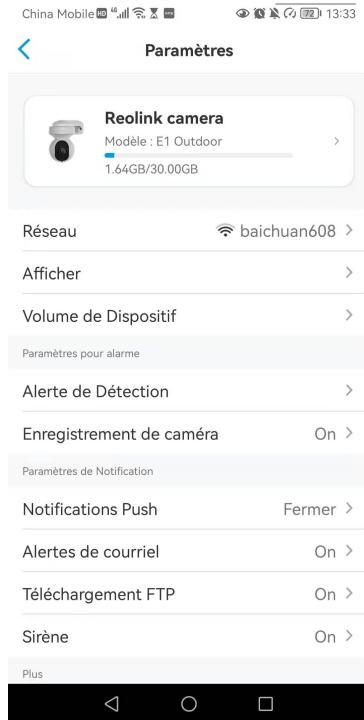 China Mobile HD 4G 72 13:33
Paramètres
Reolink camera
Modèle : E1 Outdoor
1.64GB/30.00GB
Réseau baichuan608
Afficher
Volume de Dispositif
Paramètres pour alarme
Alerte de Détection
Enregistrement de caméra On
Paramètres de Notification
Notifications Push Fermer
Alertes de courriel On
Téléchargement FTP On
Sirène On
Plus